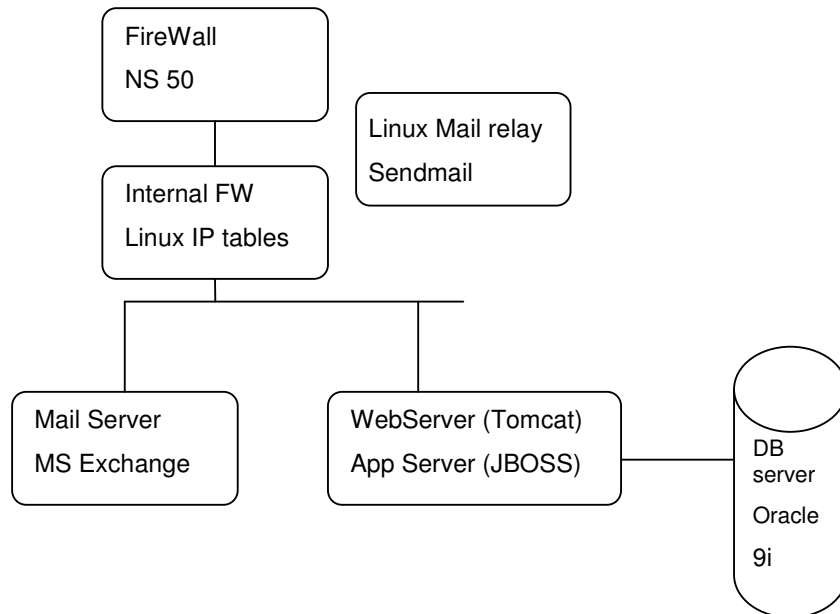 FireWall
NS 50
Linux Mail relay
Sendmail
Internal FW
Linux IP tables
Mail Server
MS Exchange
WebServer (Tomcat)
App Server (JBOSS)
DB
server
Oracle
9i